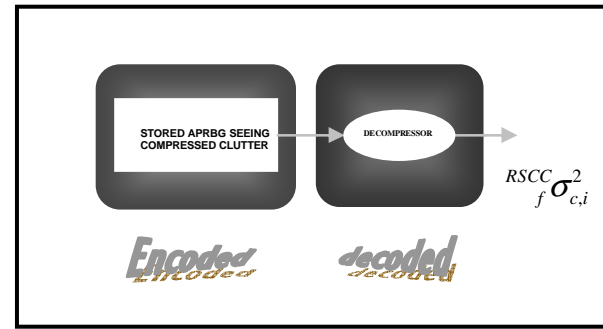 STORED APRBG SEEING
COMPRESSED CLUTTER
DECOMPRESSOR
RSCC
f σ²c,i
Encoded
decoded